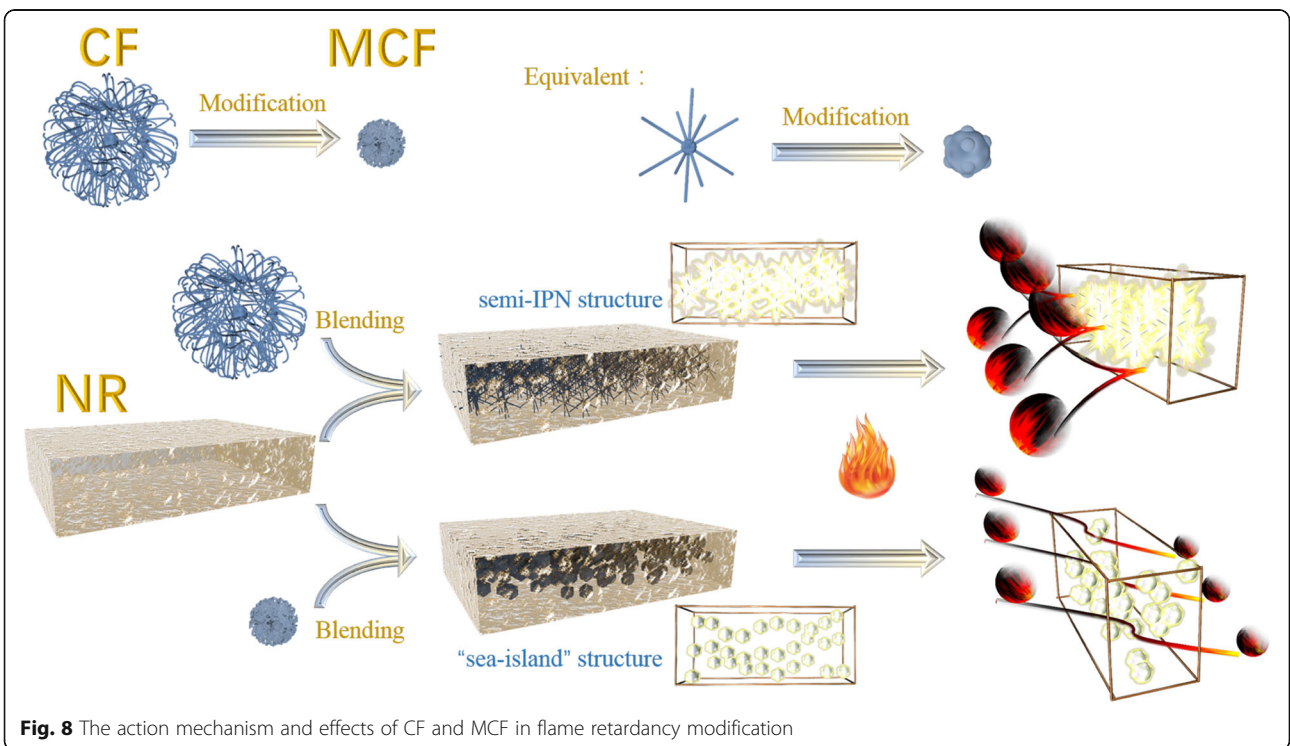 CF
MCF
Modification
Equivalent :
Modification
Blending
semi-IPN structure
NR
Blending
"sea-island" structure
Fig. 8 The action mechanism and effects of CF and MCF in flame retardancy modification